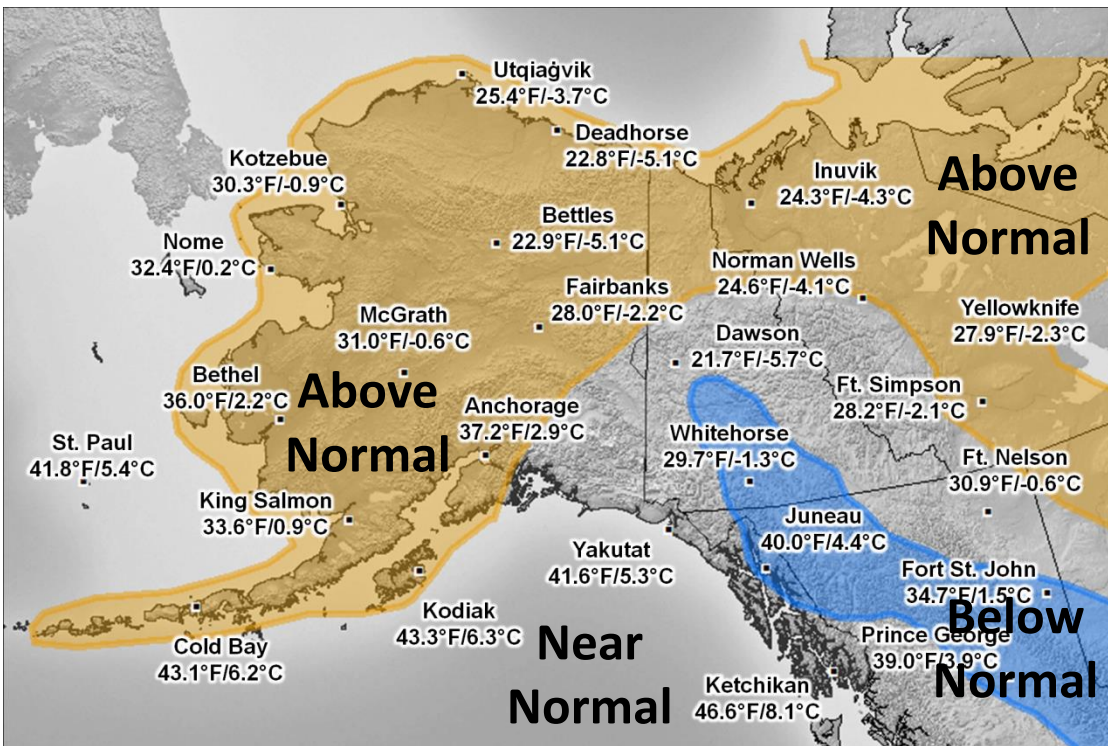 Utqiaġvik
25.4°F/-3.7°C
Deadhorse
22.8°F/-5.1°C
Kotzebue
30.3°F/-0.9°C
Inuvik
24.3°F/-4.3°C
Above
Normal
Bettles
22.9°F/-5.1°C
Nome
32.4°F/0.2°C
Norman Wells
24.6°F/-4.1°C
Fairbanks
28.0°F/-2.2°C
McGrath
31.0°F/-0.6°C
Yellowknife
27.9°F/-2.3°C
Dawson
21.7°F/-5.7°C
Bethel
36.0°F/2.2°C
Above
Normal
Ft. Simpson
28.2°F/-2.1°C
Anchorage
37.2°F/2.9°C
St. Paul
41.8°F/5.4°C
Whitehorse
29.7°F/-1.3°C
Ft. Nelson
30.9°F/-0.6°C
King Salmon
33.6°F/0.9°C
Juneau
40.0°F/4.4°C
Yakutat
41.6°F/5.3°C
Fort St. John
34.7°F/1.5°C
Below
Normal
Kodiak
43.3°F/6.3°C
Near
Normal
Prince George
39.0°F/3.9°C
Cold Bay
43.1°F/6.2°C
Ketchikan
46.6°F/8.1°C